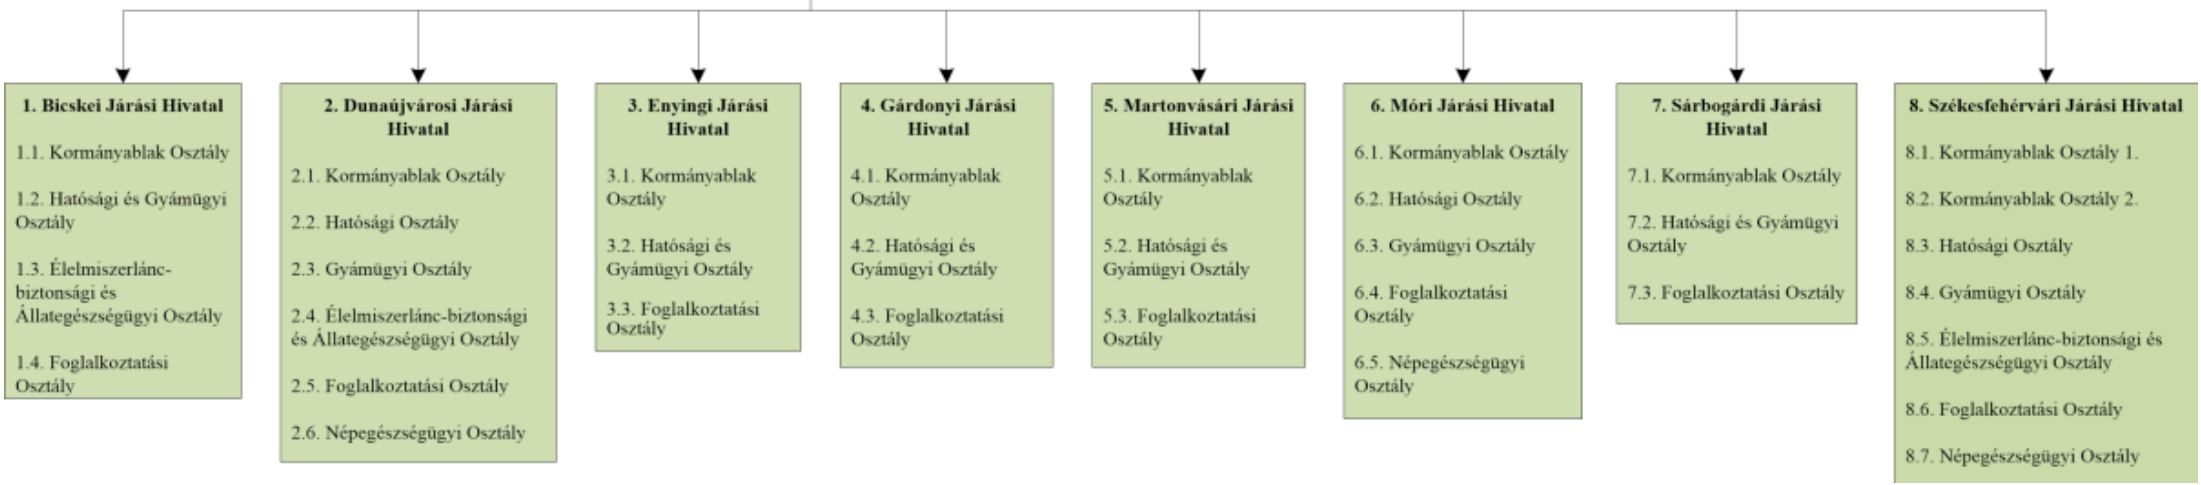 1. Bicskei Járási Hivatal
1.1. Kormányablak Osztály
1.2. Hatósági és Gyámügyi
Osztály
1.3. Élelmiszerlánc-
biztonsági és
Állategészségügyi Osztály
1.4. Foglalkoztatási
Osztály
2. Dunaújvárosi Járási
Hivatal
2.1. Kormányablak Osztály
2.2. Hatósági Osztály
2.3. Gyámügyi Osztály
2.4. Élelmiszerlánc-biztonsági
és Állategészségügyi Osztály
2.5. Foglalkoztatási Osztály
2.6. Népegészségügyi Osztály
3. Enyingi Járási
Hivatal
3.1. Kormányablak
Osztály
3.2. Hatósági és
Gyámügyi Osztály
3.3. Foglalkoztatási
Osztály
4. Gárdonyi Járási
Hivatal
4.1. Kormányablak
Osztály
4.2. Hatósági és
Gyámügyi Osztály
4.3. Foglalkoztatási
Osztály
5. Martonvásári Járási
Hivatal
5.1. Kormányablak
Osztály
5.2. Hatósági és
Gyámügyi Osztály
5.3. Foglalkoztatási
Osztály
6. Móri Járási Hivatal
6.1. Kormányablak Osztály
6.2. Hatósági Osztály
6.3. Gyámügyi Osztály
6.4. Foglalkoztatási
Osztály
6.5. Népegészségügyi
Osztály
7. Sárbogárdi Járási
Hivatal
7.1. Kormányablak Osztály
7.2. Hatósági és Gyámügyi
Osztály
7.3. Foglalkoztatási Osztály
8. Székesfehérvári Járási Hivatal
8.1. Kormányablak Osztály 1.
8.2. Kormányablak Osztály 2.
8.3. Hatósági Osztály
8.4. Gyámügyi Osztály
8.5. Élelmiszerlánc-biztonsági és
Állategészségügyi Osztály
8.6. Foglalkoztatási Osztály
8.7. Népegészségügyi Osztály